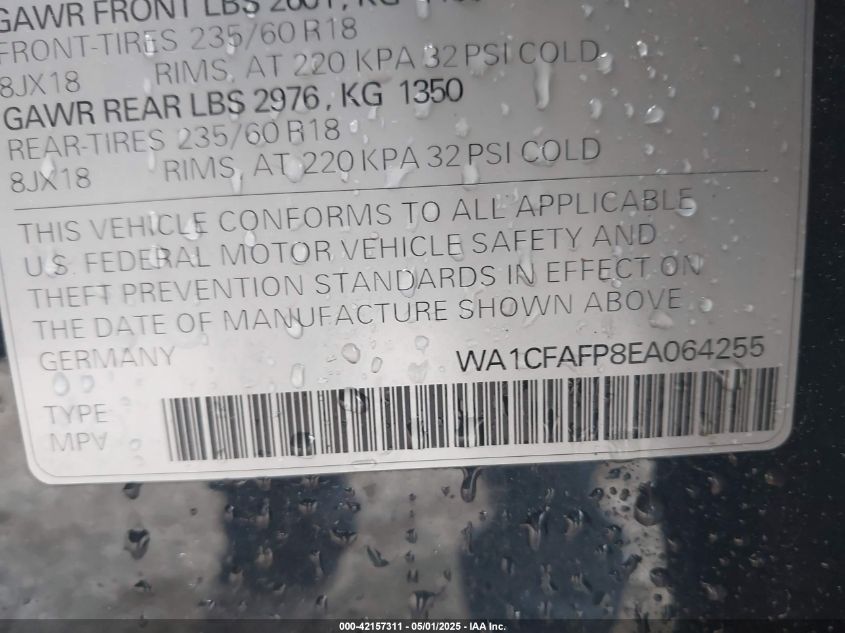 GAWR FRONT LBS 2601, KG
FRONT-TIRES 235/60 R18
8JX18 RIMS, AT 220 KPA 32 PSI COLD
GAWR REAR LBS 2976, KG 1350
REAR-TIRES 235/60 R18
8JX18 RIMS, AT 220 KPA 32 PSI COLD
THIS VEHICLE CONFORMS TO ALL APPLICABLE
U.S. FEDERAL MOTOR VEHICLE SAFETY AND
THEFT PREVENTION STANDARDS IN EFFECT ON
THE DATE OF MANUFACTURE SHOWN ABOVE
GERMANY WA1CFAFP8EA064255
TYPE
MPV
000-42157311 - 05/01/2025 - IAA Inc.